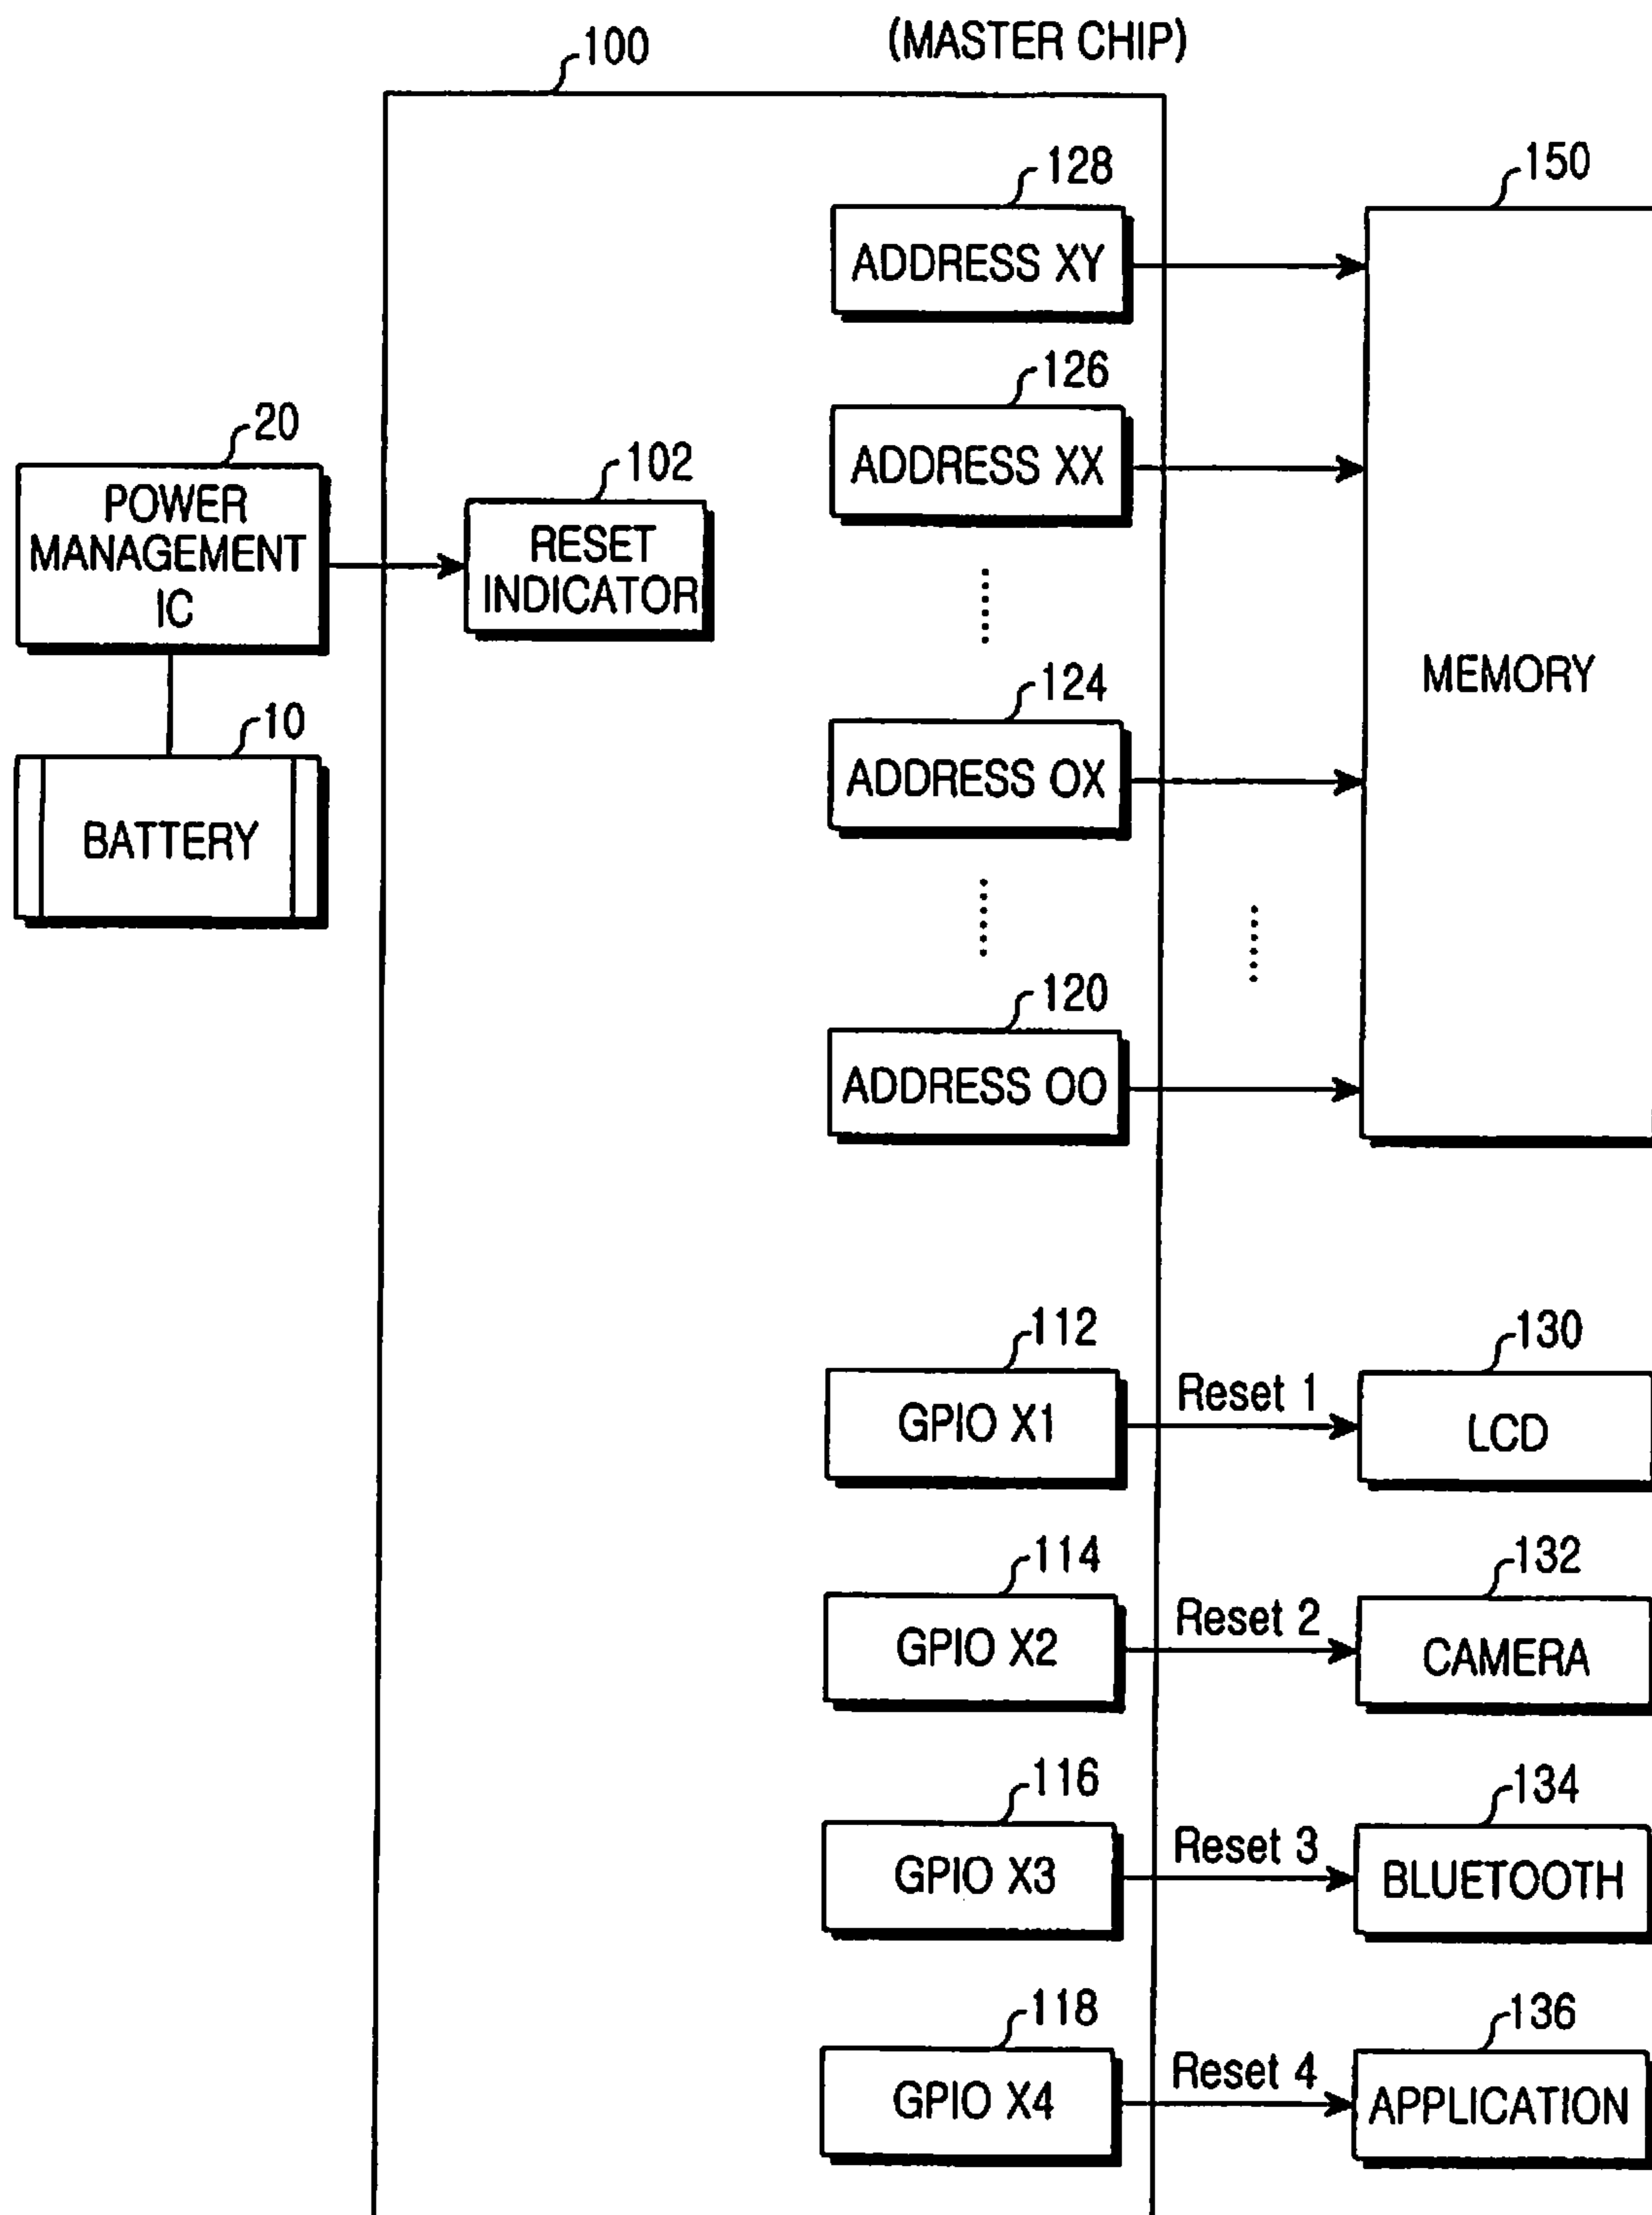 (MASTER CHIP)
100
128
150
ADDRESS XY
126
20
102
ADDRESS XX
POWER
MANAGEMENT
IC
RESET
INDICATOR
124
MEMORY
10
ADDRESS OX
BATTERY
120
ADDRESS OO
112
130
GPIO X1
Reset 1
LCD
114
132
GPIO X2
Reset 2
CAMERA
116
134
GPIO X3
Reset 3
BLUETOOTH
118
136
GPIO X4
Reset 4
APPLICATION